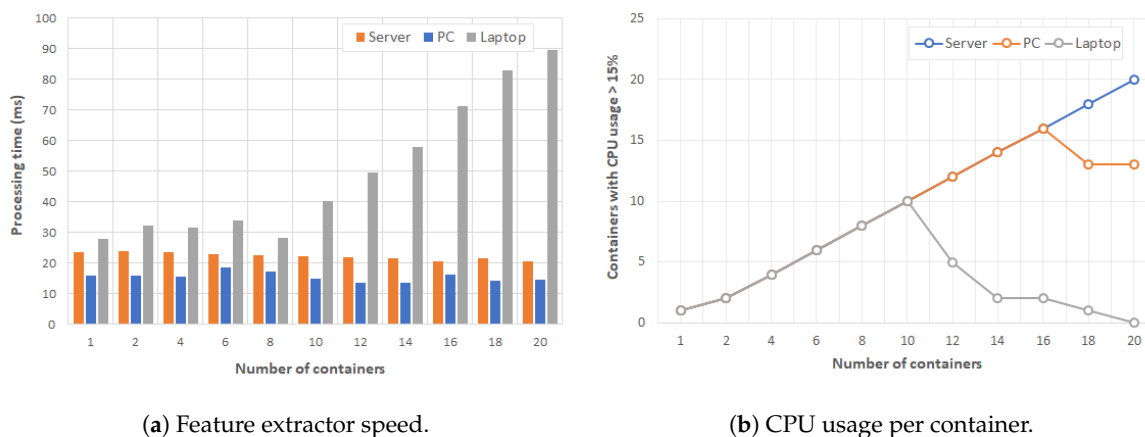 100
90
80
70
60
50
40
30
20
10
0
Processing time (ms)
Server PC Laptop
1 2 4 6 8 10 12 14 16 18 20
Number of containers
(a) Feature extractor speed.
25
20
15
10
5
0
Containers with CPU usage > 15%
Server PC Laptop
1 2 4 6 8 10 12 14 16 18 20
Number of containers
(b) CPU usage per container.